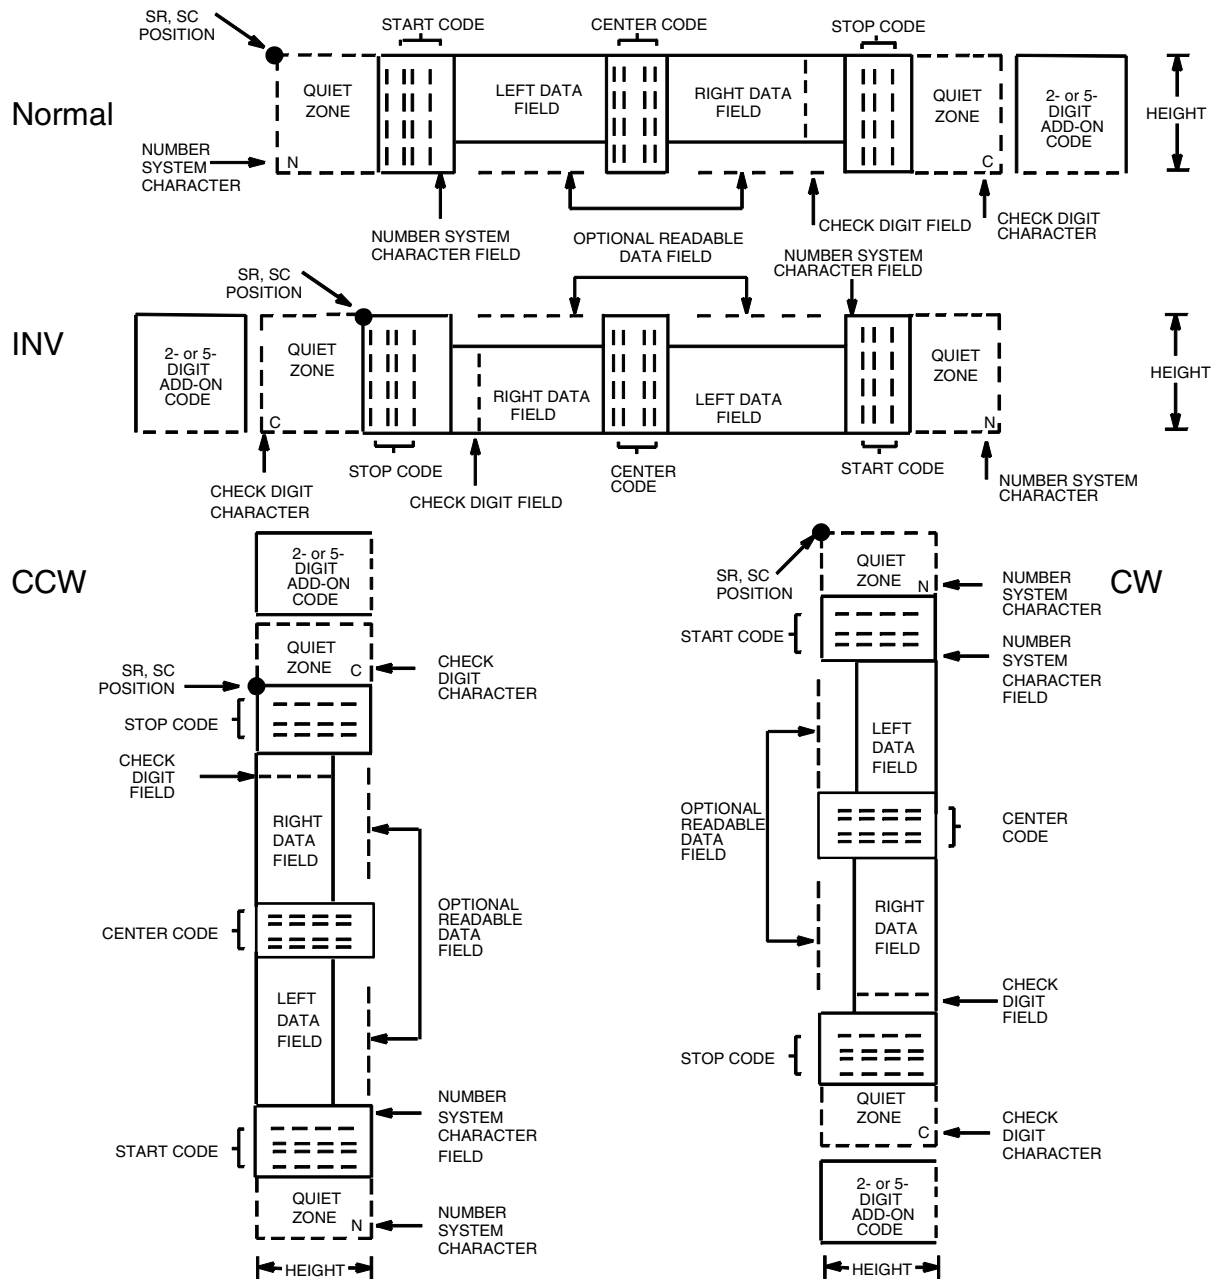 SR, SC
POSITION
START CODE
CENTER CODE
STOP CODE
Normal
QUIET
ZONE
LEFT DATA
FIELD
RIGHT DATA
FIELD
QUIET
ZONE
2- or 5-
DIGIT
ADD-ON
CODE
HEIGHT
NUMBER
SYSTEM
CHARACTER
N
C
NUMBER SYSTEM
CHARACTER FIELD
OPTIONAL READABLE
DATA FIELD
CHECK DIGIT FIELD
CHECK DIGIT
CHARACTER
NUMBER SYSTEM
CHARACTER FIELD
SR, SC
POSITION
INV
2- or 5-
DIGIT
ADD-ON
CODE
QUIET
ZONE
C
RIGHT DATA
FIELD
LEFT DATA
FIELD
QUIET
ZONE
N
HEIGHT
STOP CODE
CENTER
CODE
START CODE
CHECK DIGIT
CHARACTER
CHECK DIGIT FIELD
NUMBER SYSTEM
CHARACTER
CCW
2- or 5-
DIGIT
ADD-ON
CODE
QUIET
ZONE
C
CHECK
DIGIT
CHARACTER
SR, SC
POSITION
STOP CODE
CHECK
DIGIT
FIELD
RIGHT
DATA
FIELD
OPTIONAL
READABLE
DATA
FIELD
CENTER CODE
LEFT
DATA
FIELD
NUMBER
SYSTEM
CHARACTER
FIELD
START CODE
QUIET
ZONE
N
NUMBER
SYSTEM
CHARACTER
HEIGHT
CW
SR, SC
POSITION
QUIET
ZONE
N
NUMBER
SYSTEM
CHARACTER
START CODE
NUMBER
SYSTEM
CHARACTER
FIELD
LEFT
DATA
FIELD
OPTIONAL
READABLE
DATA
FIELD
CENTER
CODE
RIGHT
DATA
FIELD
CHECK
DIGIT
FIELD
STOP CODE
QUIET
ZONE
C
CHECK
DIGIT
CHARACTER
2- or 5-
DIGIT
ADD-ON
CODE
HEIGHT